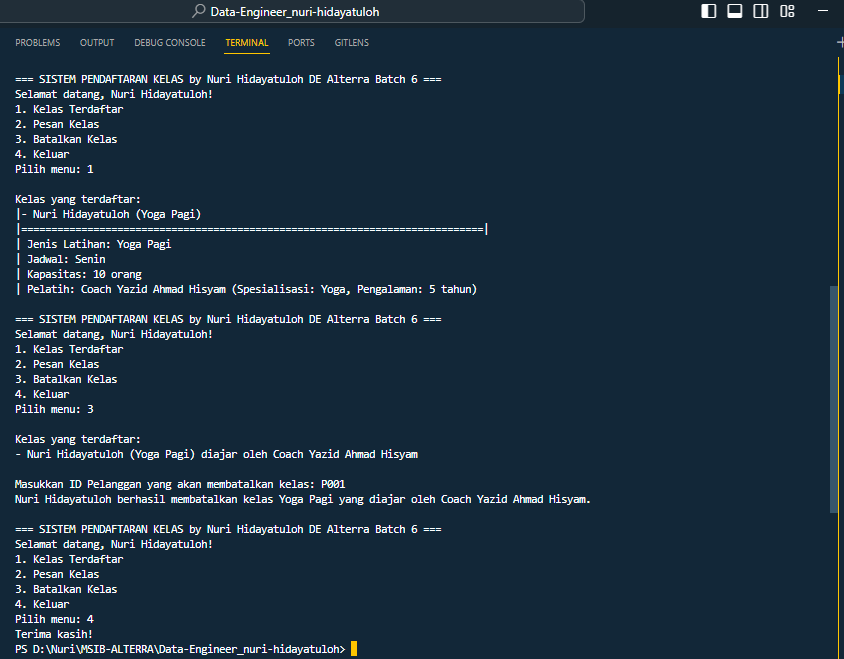 Data-Engineer_nuri-hidayatuloh
PROBLEMS OUTPUT DEBUG CONSOLE TERMINAL PORTS GITLENS
=== SISTEM PENDAFTARAN KELAS by Nuri Hidayatuloh DE Alterra Batch 6 ===
Selamat datang, Nuri Hidayatuloh!
1. Kelas Terdaftar
2. Pesan Kelas
3. Batalkan Kelas
4. Keluar
Pilih menu: 1
Kelas yang terdaftar:
|- Nuri Hidayatuloh (Yoga Pagi)
|=============================================================================|
| Jenis Latihan: Yoga Pagi
| Jadwal: Senin
| Kapasitas: 10 orang
| Pelatih: Coach Yazid Ahmad Hisyam (Spesialisasi: Yoga, Pengalaman: 5 tahun)
=== SISTEM PENDAFTARAN KELAS by Nuri Hidayatuloh DE Alterra Batch 6 ===
Selamat datang, Nuri Hidayatuloh!
1. Kelas Terdaftar
2. Pesan Kelas
3. Batalkan Kelas
4. Keluar
Pilih menu: 3
Kelas yang terdaftar:
- Nuri Hidayatuloh (Yoga Pagi) diajar oleh Coach Yazid Ahmad Hisyam
Masukkan ID Pelanggan yang akan membatalkan kelas: P001
Nuri Hidayatuloh berhasil membatalkan kelas Yoga Pagi yang diajar oleh Coach Yazid Ahmad Hisyam.
=== SISTEM PENDAFTARAN KELAS by Nuri Hidayatuloh DE Alterra Batch 6 ===
Selamat datang, Nuri Hidayatuloh!
1. Kelas Terdaftar
2. Pesan Kelas
3. Batalkan Kelas
4. Keluar
Pilih menu: 4
Terima kasih!
PS D:\Nuri\MSIB-ALTERRA\Data-Engineer_nuri-hidayatuloh>